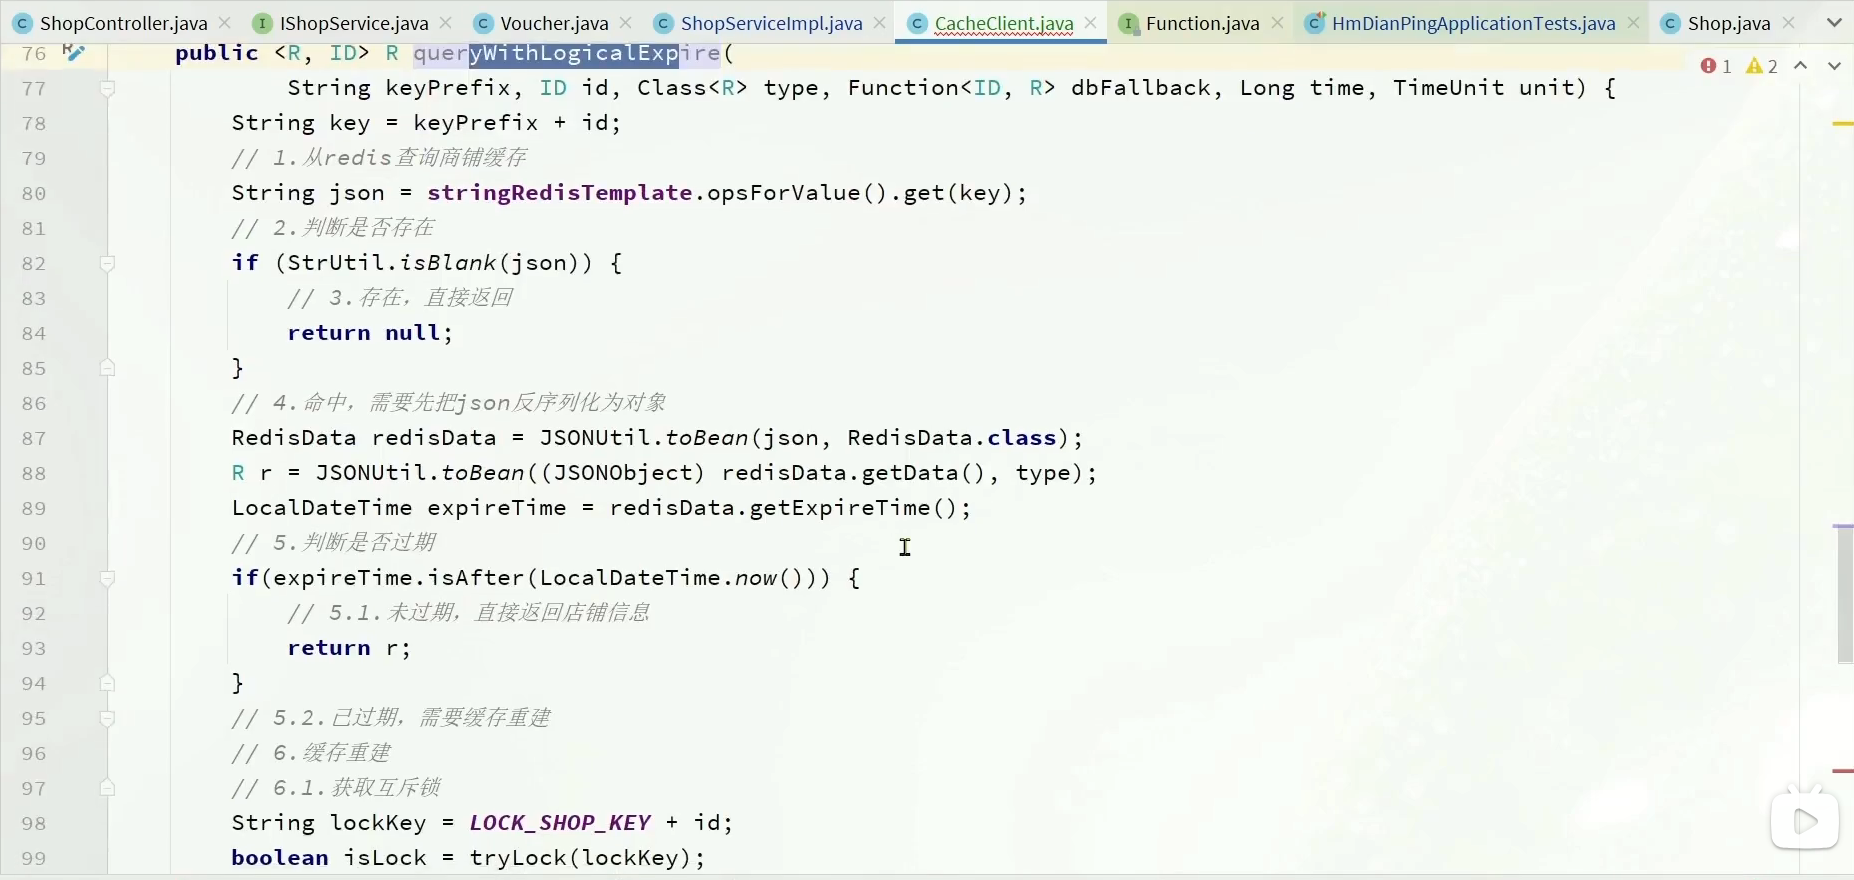 ShopController.java IShopService.java Voucher.java ShopServiceImpl.java CacheClient.java Function.java HmDianPingApplicationTests.java Shop.java
76 public <R, ID> R queryWithLogicalExpire(
1 2
77 String keyPrefix, ID id, Class<R> type, Function<ID, R> dbFallback, Long time, TimeUnit unit) {
78 String key = keyPrefix + id;
79 // 1.从redis查询商铺缓存
80 String json = stringRedisTemplate.opsForValue().get(key);
81 // 2.判断是否存在
82 if (StrUtil.isBlank(json)) {
83 // 3.存在，直接返回
84 return null;
85 }
86 // 4.命中，需要先把json反序列化为对象
87 RedisData redisData = JSONUtil.toBean(json, RedisData.class);
88 R r = JSONUtil.toBean((JSONObject) redisData.getData(), type);
89 LocalDateTime expireTime = redisData.getExpireTime();
90 // 5.判断是否过期
91 if(expireTime.isAfter(LocalDateTime.now())) {
92 // 5.1.未过期，直接返回店铺信息
93 return r;
94 }
95 // 5.2.已过期，需要缓存重建
96 // 6.缓存重建
97 // 6.1.获取互斥锁
98 String lockKey = LOCK_SHOP_KEY + id;
99 boolean isLock = tryLock(lockKey);